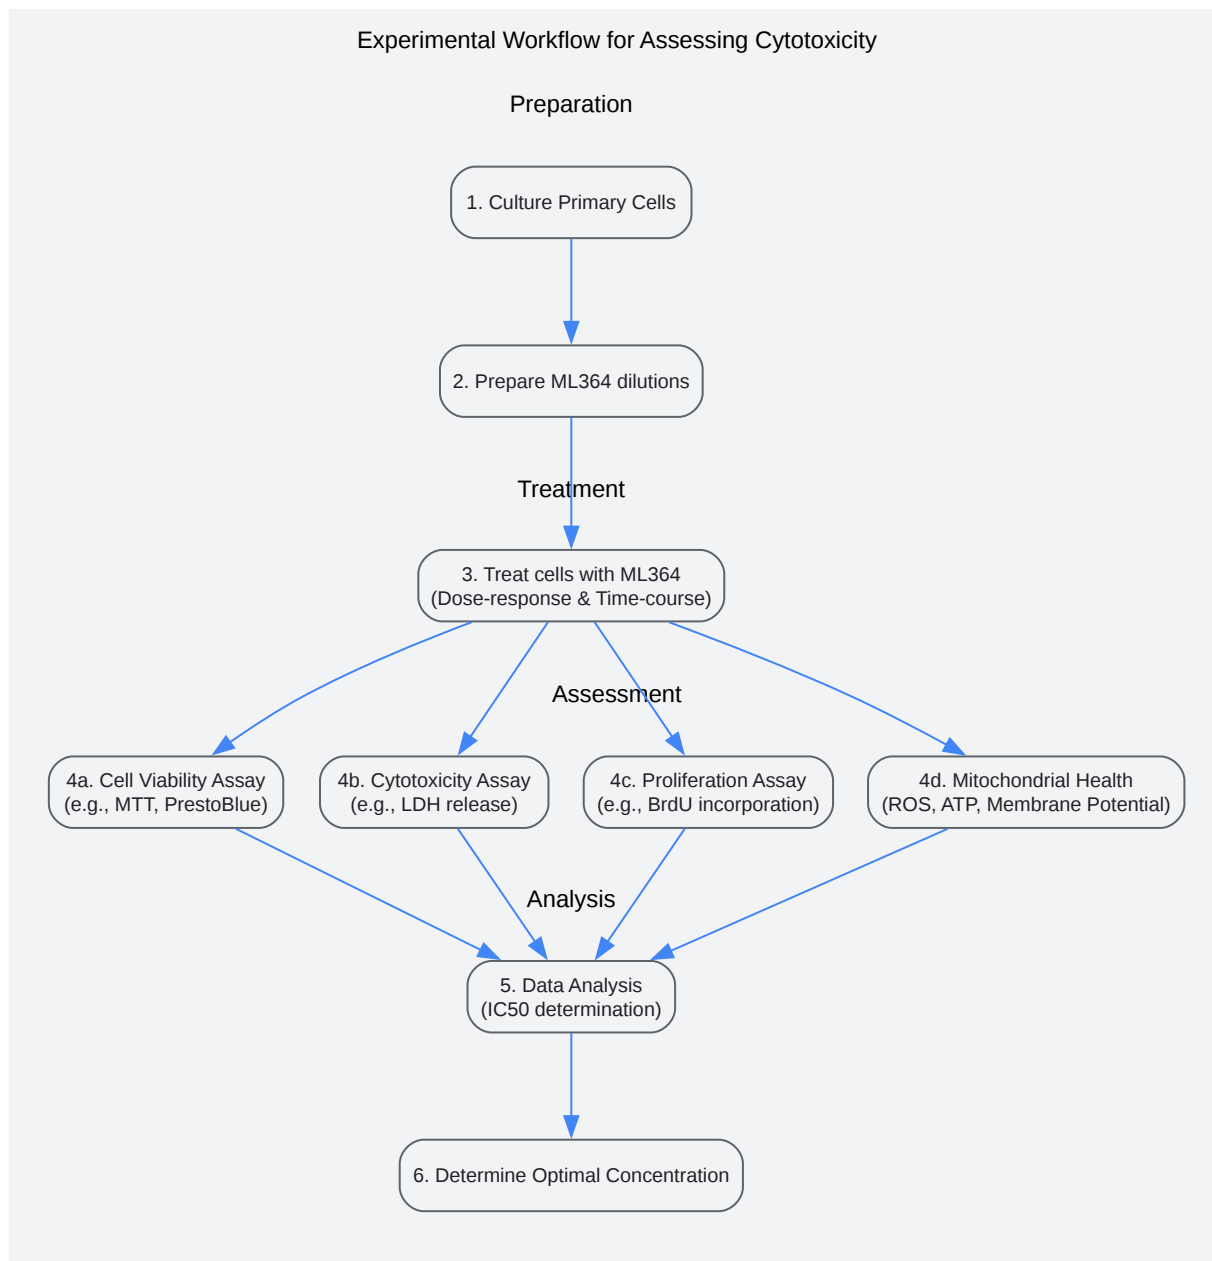 Experimental Workflow for Assessing Cytotoxicity
Preparation
1. Culture Primary Cells
2. Prepare ML364 dilutions
Treatment
3. Treat cells with ML364
(Dose-response & Time-course)
Assessment
4a. Cell Viability Assay
(e.g., MTT, PrestoBlue)
4b. Cytotoxicity Assay
(e.g., LDH release)
4c. Proliferation Assay
(e.g., BrdU incorporation)
4d. Mitochondrial Health
(ROS, ATP, Membrane Potential)
Analysis
5. Data Analysis
(IC50 determination)
6. Determine Optimal Concentration